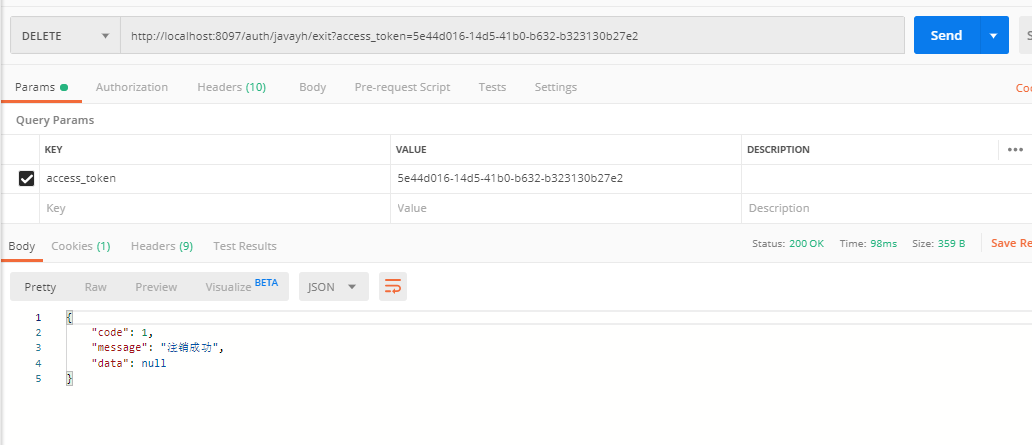 DELETE http://localhost:8097/auth/javayh/exit?access_token=5e44d016-14d5-41b0-b632-b323130b27e2 Send S
Params Authorization Headers (10) Body Pre-request Script Tests Settings Coo
Query Params
KEY VALUE DESCRIPTION
access_token 5e44d016-14d5-41b0-b632-b323130b27e2
Key Value Description
Body Cookies (1) Headers (9) Test Results Status: 200 OK Time: 98ms Size: 359 B Save Re
Pretty Raw Preview Visualize BETA JSON
1 {
2 "code": 1,
3 "message": "注销成功",
4 "data": null
5 }